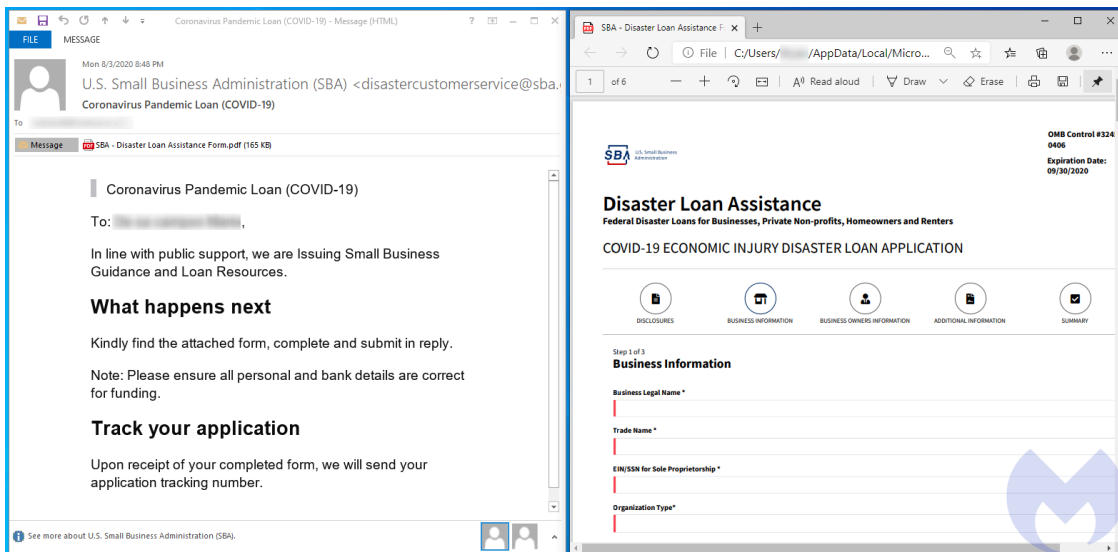 Coronavirus Pandemic Loan (COVID-19) - Message (HTML)
FILE MESSAGE
Mon 8/3/2020 8:48 PM
U.S. Small Business Administration (SBA) <disastercustomerservice@sba.
Coronavirus Pandemic Loan (COVID-19)
To
Message SBA - Disaster Loan Assistance Form.pdf (165 KB)
Coronavirus Pandemic Loan (COVID-19)
To:
In line with public support, we are Issuing Small Business
Guidance and Loan Resources.
What happens next
Kindly find the attached form, complete and submit in reply.
Note: Please ensure all personal and bank details are correct
for funding.
Track your application
Upon receipt of your completed form, we will send your
application tracking number.
See more about U.S. Small Business Administration (SBA).
SBA - Disaster Loan Assistance F
File C:/Users/ /AppData/Local/Micro...
1 of 6 Read aloud Draw Erase
OMB Control #324
0406
Expiration Date:
09/30/2020
SBA U.S. Small Business
Administration
Disaster Loan Assistance
Federal Disaster Loans for Businesses, Private Non-profits, Homeowners and Renters
COVID-19 ECONOMIC INJURY DISASTER LOAN APPLICATION
DISCLOSURES BUSINESS INFORMATION BUSINESS OWNERS INFORMATION ADDITIONAL INFORMATION SUMMARY
Step 1 of 3
Business Information
Business Legal Name *
Trade Name *
EIN/SSN for Sole Proprietorship *
Organization Type*